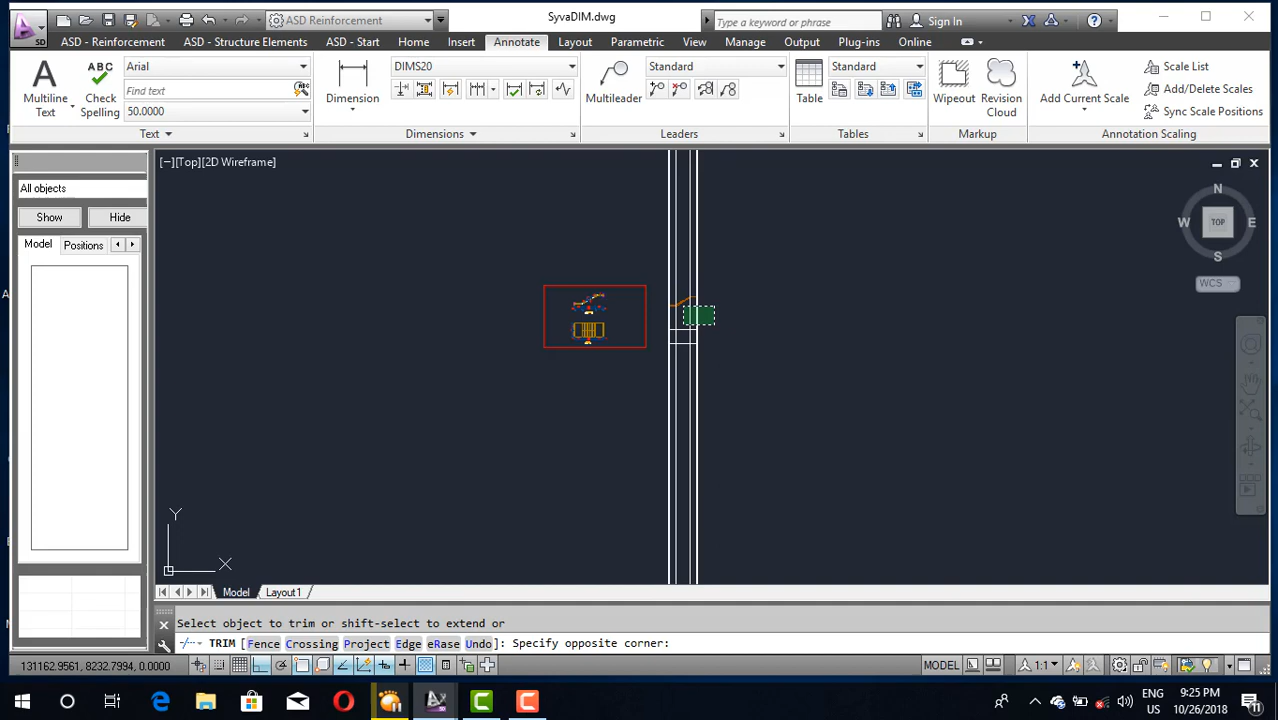 ASD Reinforcement
SyvaDIM.dwg
Type a keyword or phrase
Sign In
5D
ASD - Reinforcement
ASD - Structure Elements
ASD - Start
Home
Insert
Annotate
Layout
Parametric
View
Manage
Output
Plug-ins
Online
Multiline Text
ABC
Check Spelling
Arial
Find text
50.0000
Text
Dimension
DIMS20
Dimensions
Multileader
Standard
Leaders
Table
Standard
Tables
Wipeout
Revision Cloud
Markup
Add Current Scale
Scale List
Add/Delete Scales
Sync Scale Positions
Annotation Scaling
All objects
Show
Hide
Model
Positions
[−][Top][2D Wireframe]
N
W
TOP
E
S
WCS
Y
X
Model
Layout1
Select object to trim or shift-select to extend or
TRIM [Fence Crossing Project Edge eRase Undo]: Specify opposite corner:
131162.9561, 8232.7994, 0.0000
MODEL
1:1
ENG
US
9:25 PM
10/26/2018
11